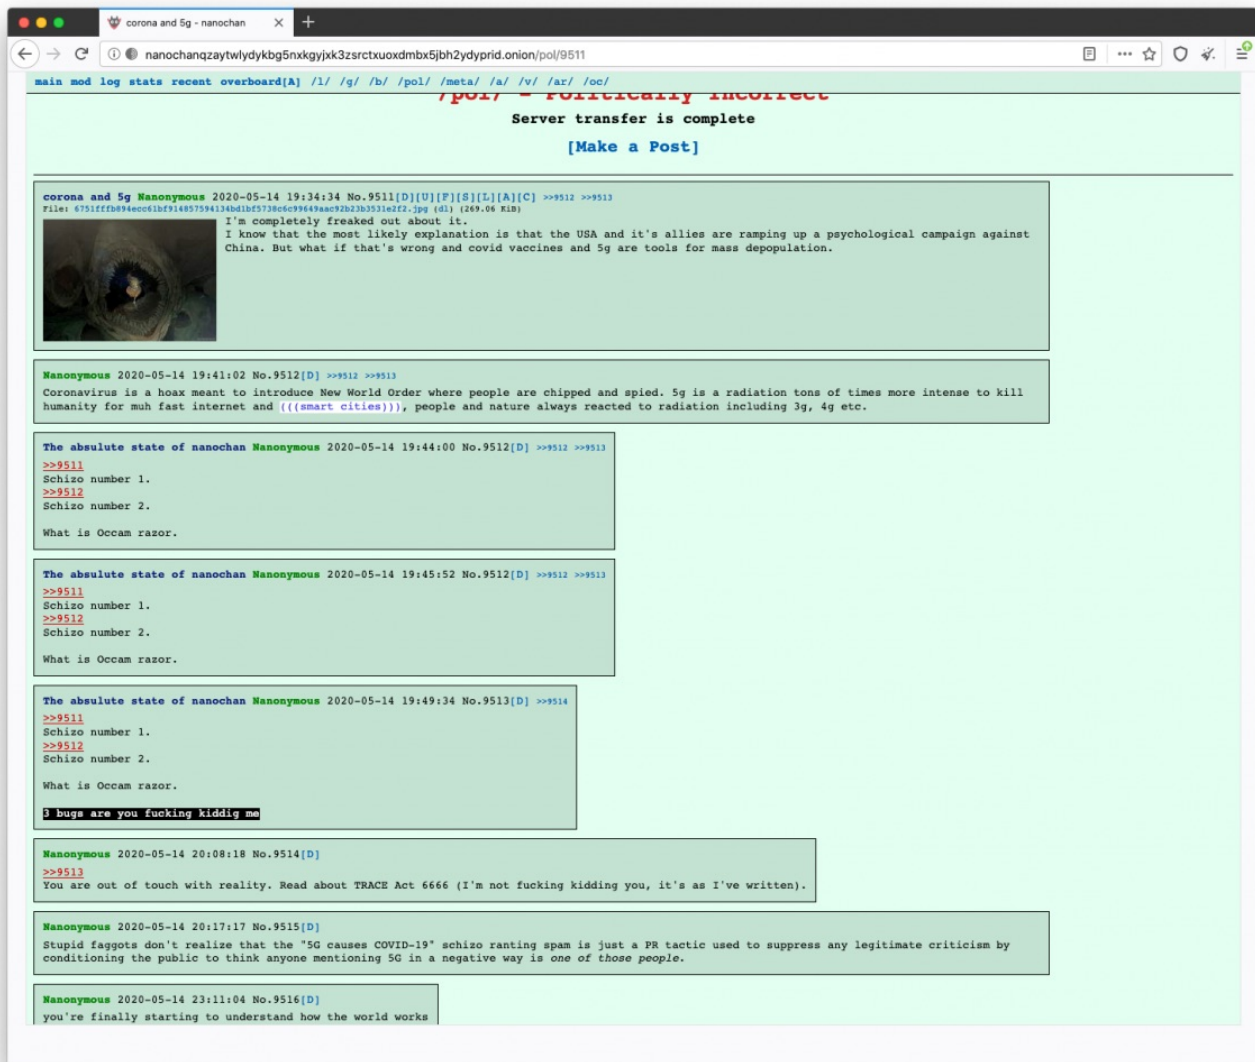 corona and 5g - nanochan
nanochanqzaytwlydykbg5nxkgyjxk3zsrctxuoxdmbx5jbh2ydyprid.onion/pol/9511
main mod log stats recent overboard[A] /l/ /g/ /b/ /pol/ /meta/ /a/ /v/ /ar/ /oc/
/pol/ - Politically Incorrect
Server transfer is complete
[Make a Post]
corona and 5g Nanonymous 2020-05-14 19:34:34 No.9511[D][U][F][S][L][A][C] >>9512 >>9513
File: .jpg (dl) (269.06 KiB)
I'm completely freaked out about it.
I know that the most likely explanation is that the USA and it's allies are ramping up a psychological campaign against
China. But what if that's wrong and covid vaccines and 5g are tools for mass depopulation.
Nanonymous 2020-05-14 19:41:02 No.9512[D] >>9512 >>9513
Coronavirus is a hoax meant to introduce New World Order where people are chipped and spied. 5g is a radiation tons of times more intense to kill
humanity for muh fast internet and (((smart cities))), people and nature always reacted to radiation including 3g, 4g etc.
The absulute state of nanochan Nanonymous 2020-05-14 19:44:00 No.9512[D] >>9512 >>9513
>>9511
Schizo number 1.
>>9512
Schizo number 2.
What is Occam razor.
The absulute state of nanochan Nanonymous 2020-05-14 19:45:52 No.9512[D] >>9512 >>9513
>>9511
Schizo number 1.
>>9512
Schizo number 2.
What is Occam razor.
The absulute state of nanochan Nanonymous 2020-05-14 19:49:34 No.9513[D] >>9514
>>9511
Schizo number 1.
>>9512
Schizo number 2.
What is Occam razor.
3 bugs are you fucking kiddig me
Nanonymous 2020-05-14 20:08:18 No.9514[D]
>>9513
You are out of touch with reality. Read about TRACE Act 6666 (I'm not fucking kidding you, it's as I've written).
Nanonymous 2020-05-14 20:17:17 No.9515[D]
Stupid faggots don't realize that the "5G causes COVID-19" schizo ranting spam is just a PR tactic used to suppress any legitimate criticism by
conditioning the public to think anyone mentioning 5G in a negative way is one of those people.
Nanonymous 2020-05-14 23:11:04 No.9516[D]
you're finally starting to understand how the world works